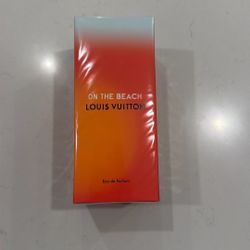 ON THE BEACH
LOUIS VUITTON
Eau de Parfum